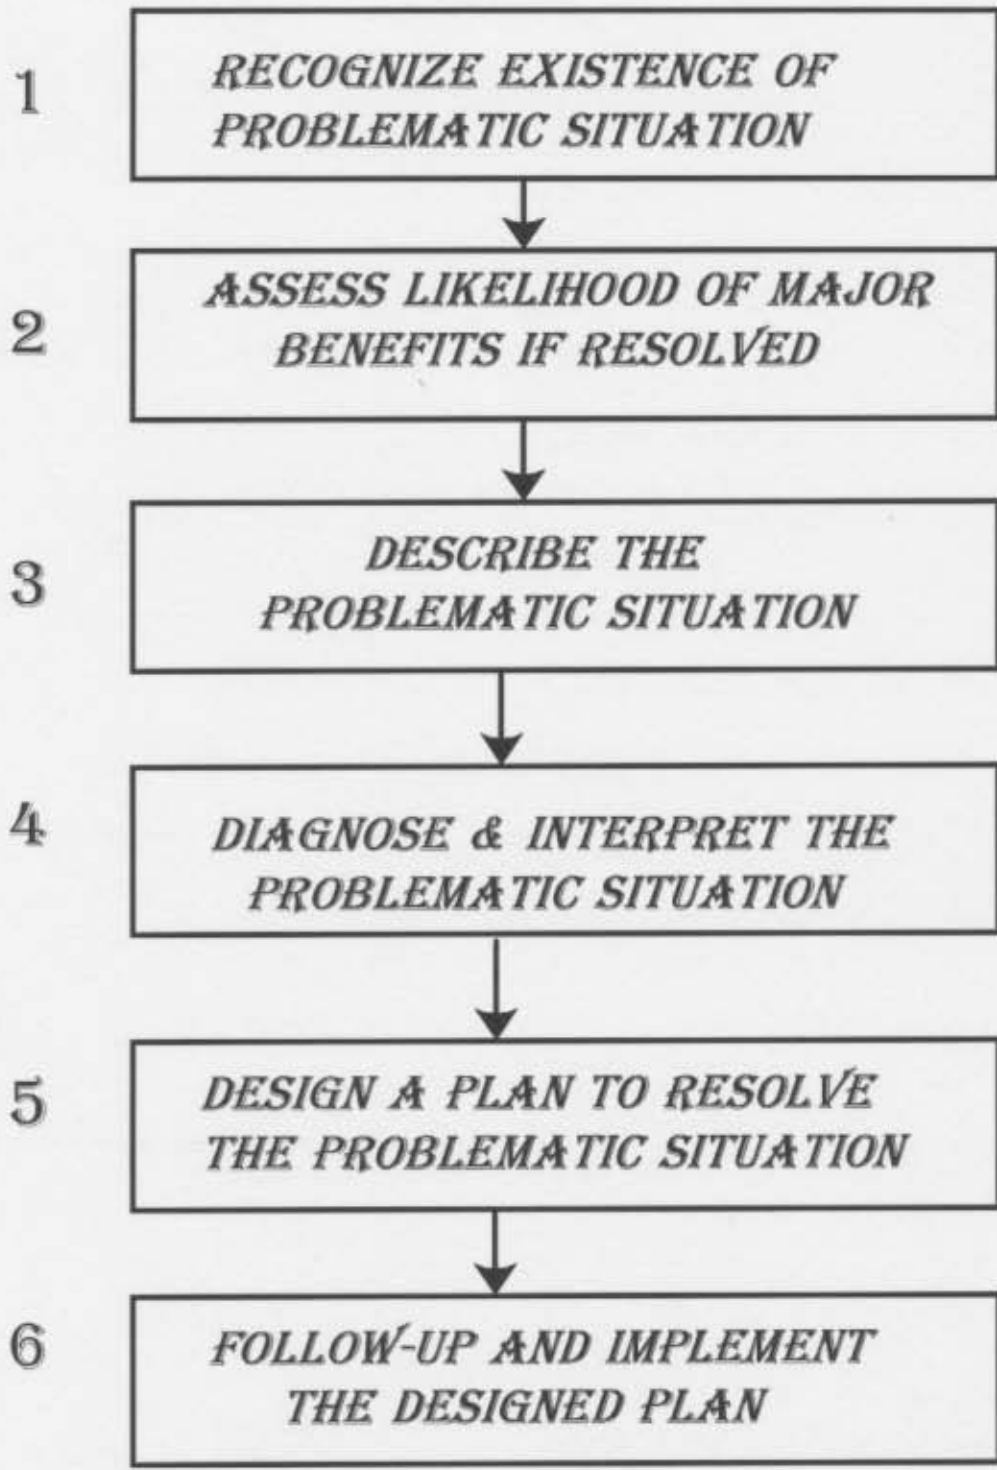 1
RECOGNIZE EXISTENCE OF
PROBLEMATIC SITUATION
2
ASSESS LIKELIHOOD OF MAJOR
BENEFITS IF RESOLVED
3
DESCRIBE THE
PROBLEMATIC SITUATION
4
DIAGNOSE & INTERPRET THE
PROBLEMATIC SITUATION
5
DESIGN A PLAN TO RESOLVE
THE PROBLEMATIC SITUATION
6
FOLLOW-UP AND IMPLEMENT
THE DESIGNED PLAN